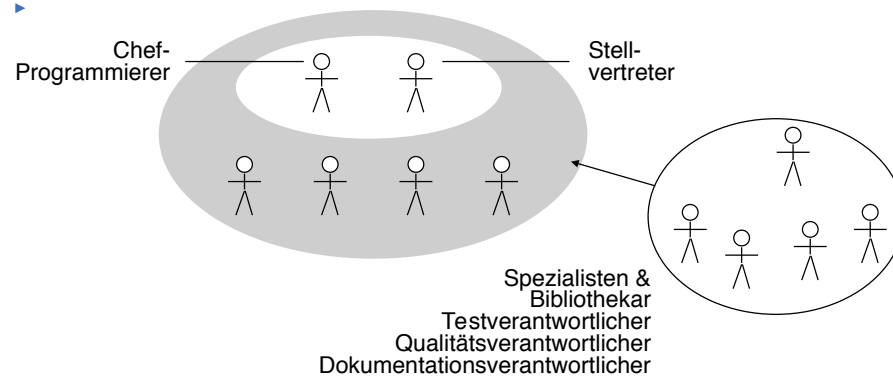 Chef-
Programmierer
Stell-
vertreter
Spezialisten &
Bibliothekar
Testverantwortlicher
Qualitätsverantwortlicher
Dokumentationsverantwortlicher